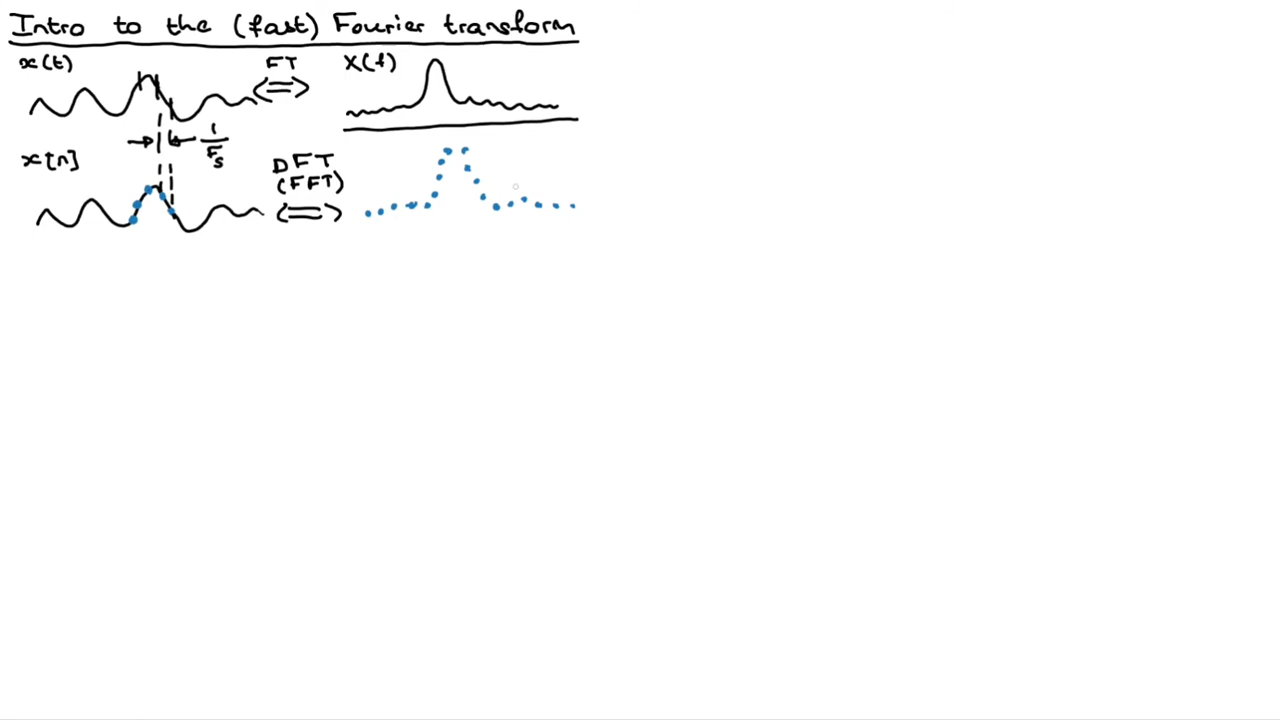 Intro to the (fast) Fourier transform
x(t)
FT
X(f)
1/Fs
x[n]
DFT
(FFT)